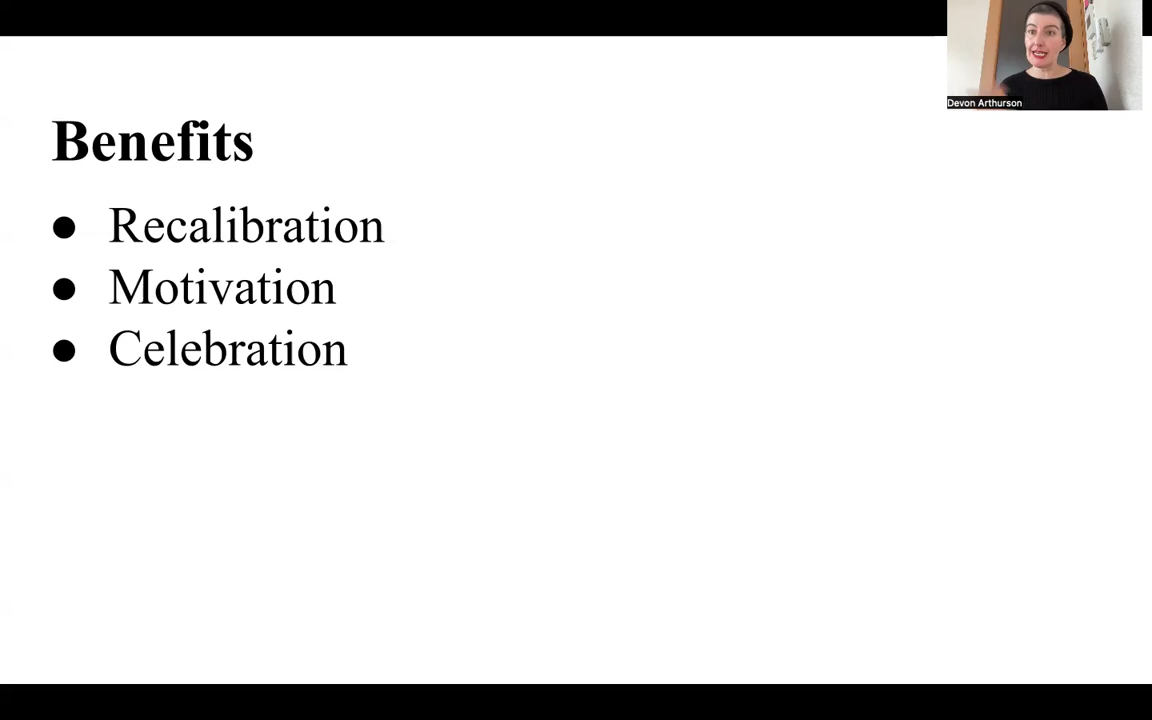 Devon Arthurson
Benefits
● Recalibration
● Motivation
● Celebration